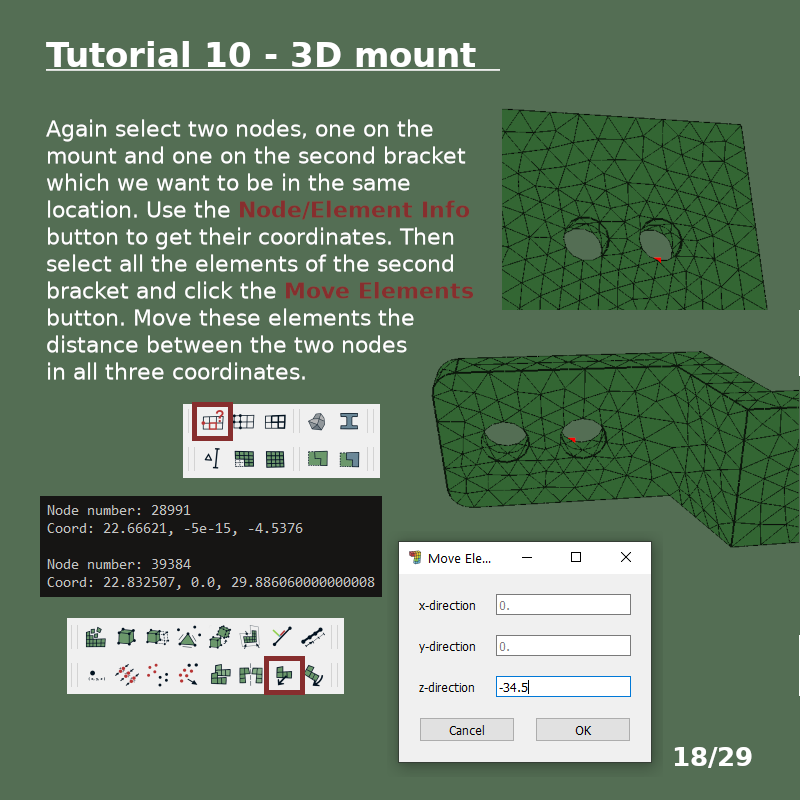 Tutorial 10 - 3D mount
Again select two nodes, one on the
mount and one on the second bracket
which we want to be in the same
location. Use the Node/Element Info
button to get their coordinates. Then
select all the elements of the second
bracket and click the Move Elements
button. Move these elements the
distance between the two nodes
in all three coordinates.
Node number: 28991
Coord: 22.66621, -5e-15, -4.5376
Node number: 39384
Coord: 22.832507, 0.0, 29.886060000000008
Move Ele...
x-direction 0.
y-direction 0.
z-direction -34.5
Cancel OK
18/29